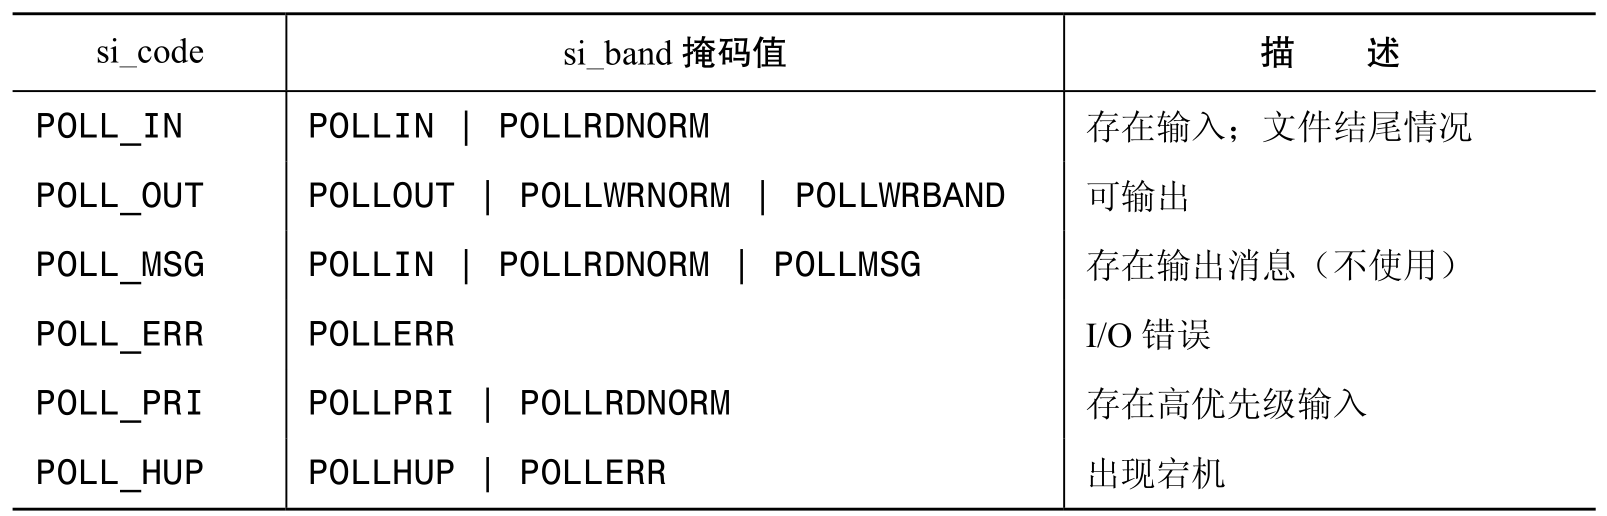 si_code si_band 掩码值 描 述
POLL_IN POLLIN | POLLRDNORM 存在输入；文件结尾情况
POLL_OUT POLLOUT | POLLWRNORM | POLLWRBAND 可输出
POLL_MSG POLLIN | POLLRDNORM | POLLMSG 存在输出消息（不使用）
POLL_ERR POLLERR I/O 错误
POLL_PRI POLLPRI | POLLRDNORM 存在高优先级输入
POLL_HUP POLLHUP | POLLERR 出现宕机